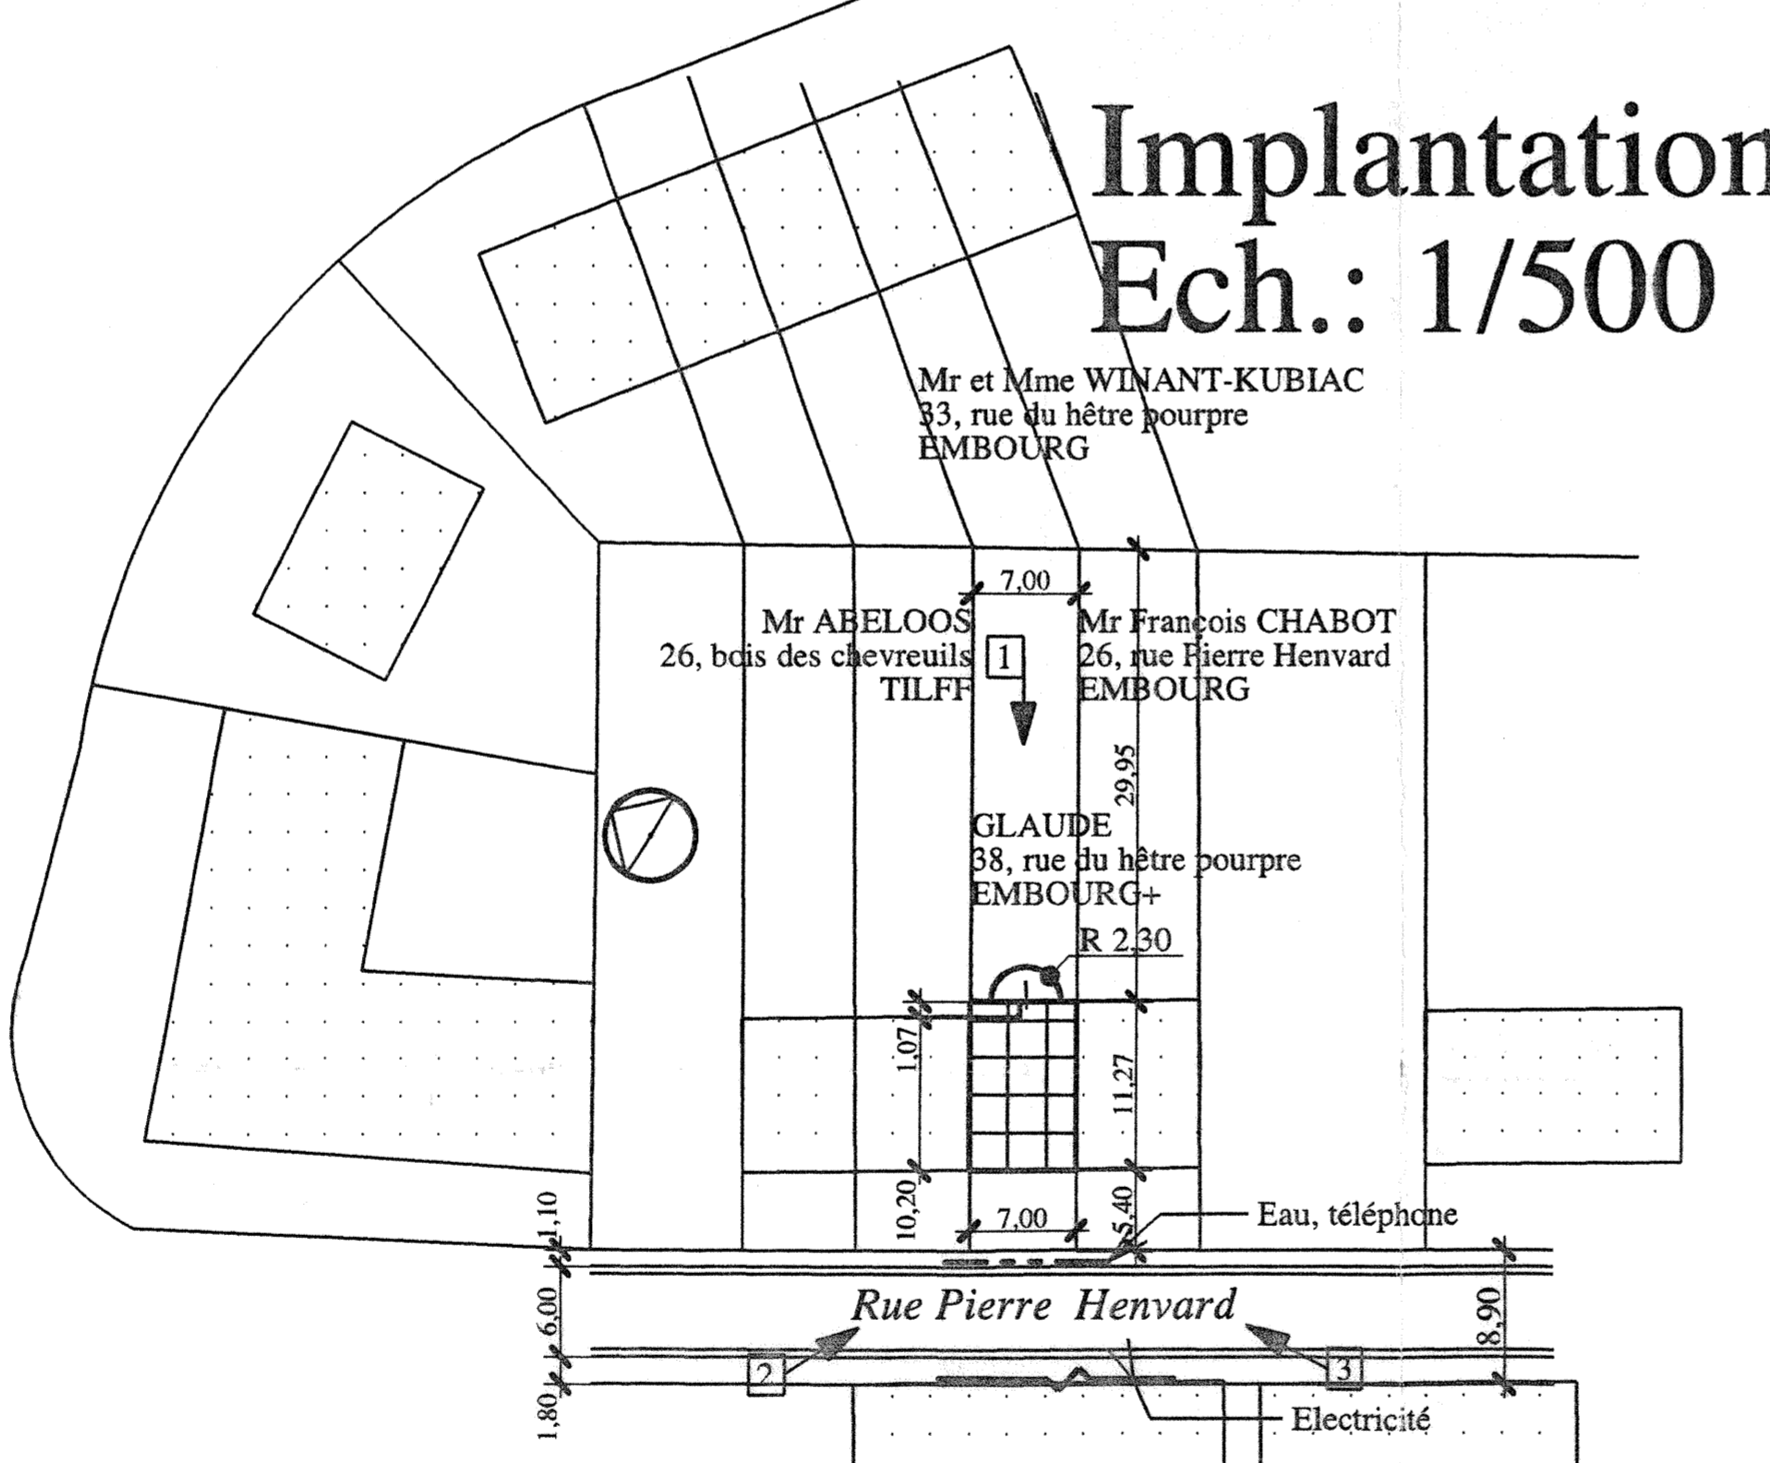 Implantation
Ech.: 1/500
Mr et Mme WINANT-KUBIAC
33, rue du hêtre pourpre
EMBOURG
7,00
Mr ABELOOS
26, bois des chevreuils
TILFF
1
Mr François CHABOT
26, rue Pierre Henvard
EMBOURG
29,95
GLAUDE
38, rue du hêtre pourpre
EMBOURG+
R 2.30
1,07
11,27
10,20
7,00
5,40
1,10
Eau, téléphone
6,00
Rue Pierre Henvard
8,90
2
3
1,80
Electricité